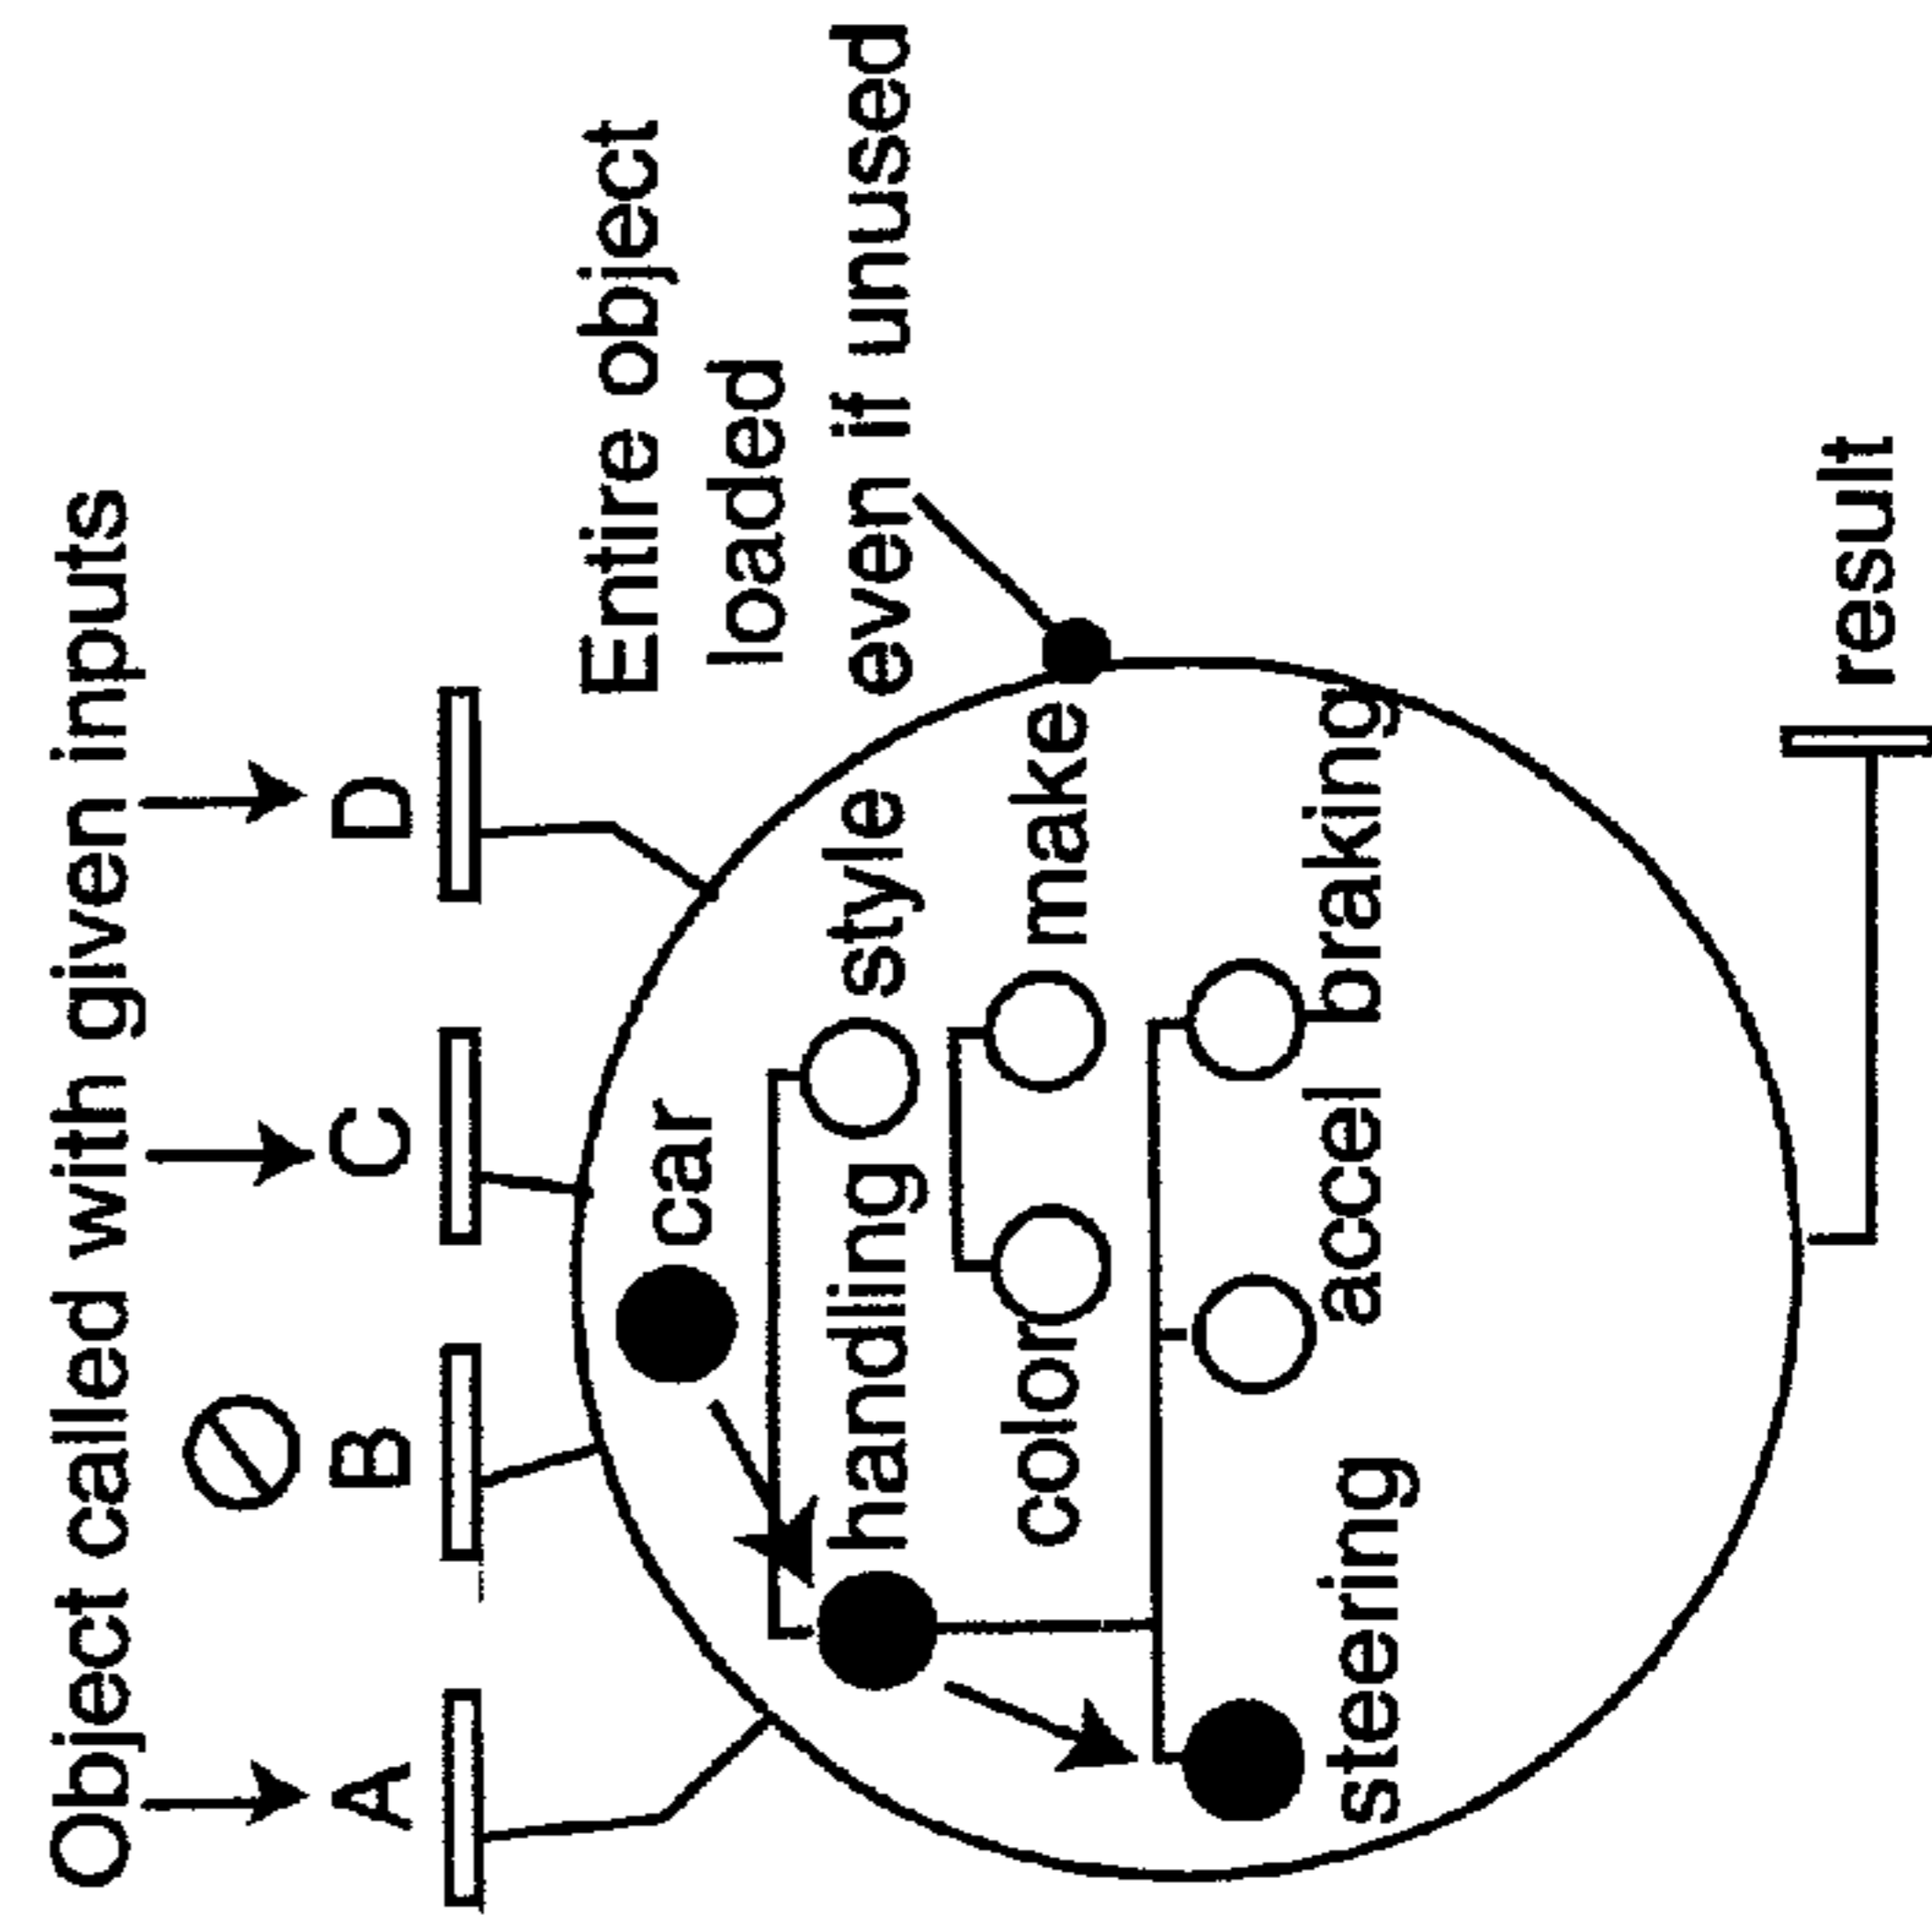 Object called with given inputs
A
B
C
D
Entire object
loaded
even if unused
car
handling
style
color
make
steering
accel
braking
result